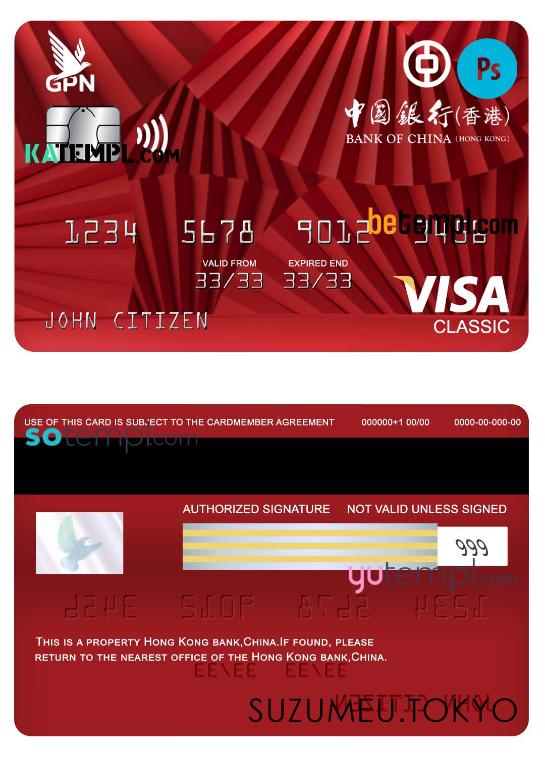 GPN
Ps
中國銀行(香港)
BANK OF CHINA (HONG KONG)
KATEMPL.COM
1234 5678 9012 3456
betempl.com
VALID FROM EXPIRED END
33/33 33/33
VISA
JOHN CITIZEN
CLASSIC
USE OF THIS CARD IS SUBJECT TO THE CARDMEMBER AGREEMENT 000000+1 00/00 0000-00-000-00
sotempl.com
AUTHORIZED SIGNATURE NOT VALID UNLESS SIGNED
999
yutempl.com
THIS IS A PROPERTY HONG KONG BANK,CHINA.IF FOUND, PLEASE
RETURN TO THE NEAREST OFFICE OF THE HONG KONG BANK,CHINA.
SUZUMEU.TOKYO